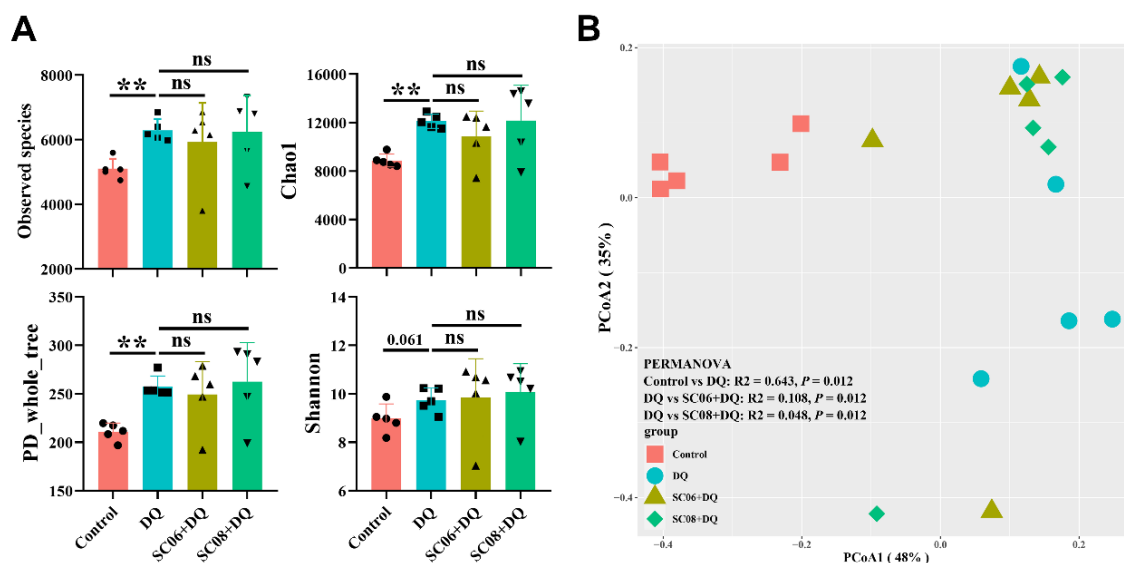 A
B
ns
** ns
8000
6000
4000
2000
Observed species
ns
** ns
16000
12000
8000
4000
0
Chao1
ns
** ns
350
300
250
200
150
PD_whole_tree
Control
DQ
SC06+DQ
SC08+DQ
ns
0.061 ns
14
12
10
8
6
Shannon
Control
DQ
SC06+DQ
SC08+DQ
0.2
0.0
−0.2
−0.4
PCoA2 ( 35% )
PERMANOVA
Control vs DQ: R2 = 0.643, P = 0.012
DQ vs SC06+DQ: R2 = 0.108, P = 0.012
DQ vs SC08+DQ: R2 = 0.048, P = 0.012
group
Control
DQ
SC06+DQ
SC08+DQ
−0.4 −0.2 0.0 0.2
PCoA1 ( 48% )